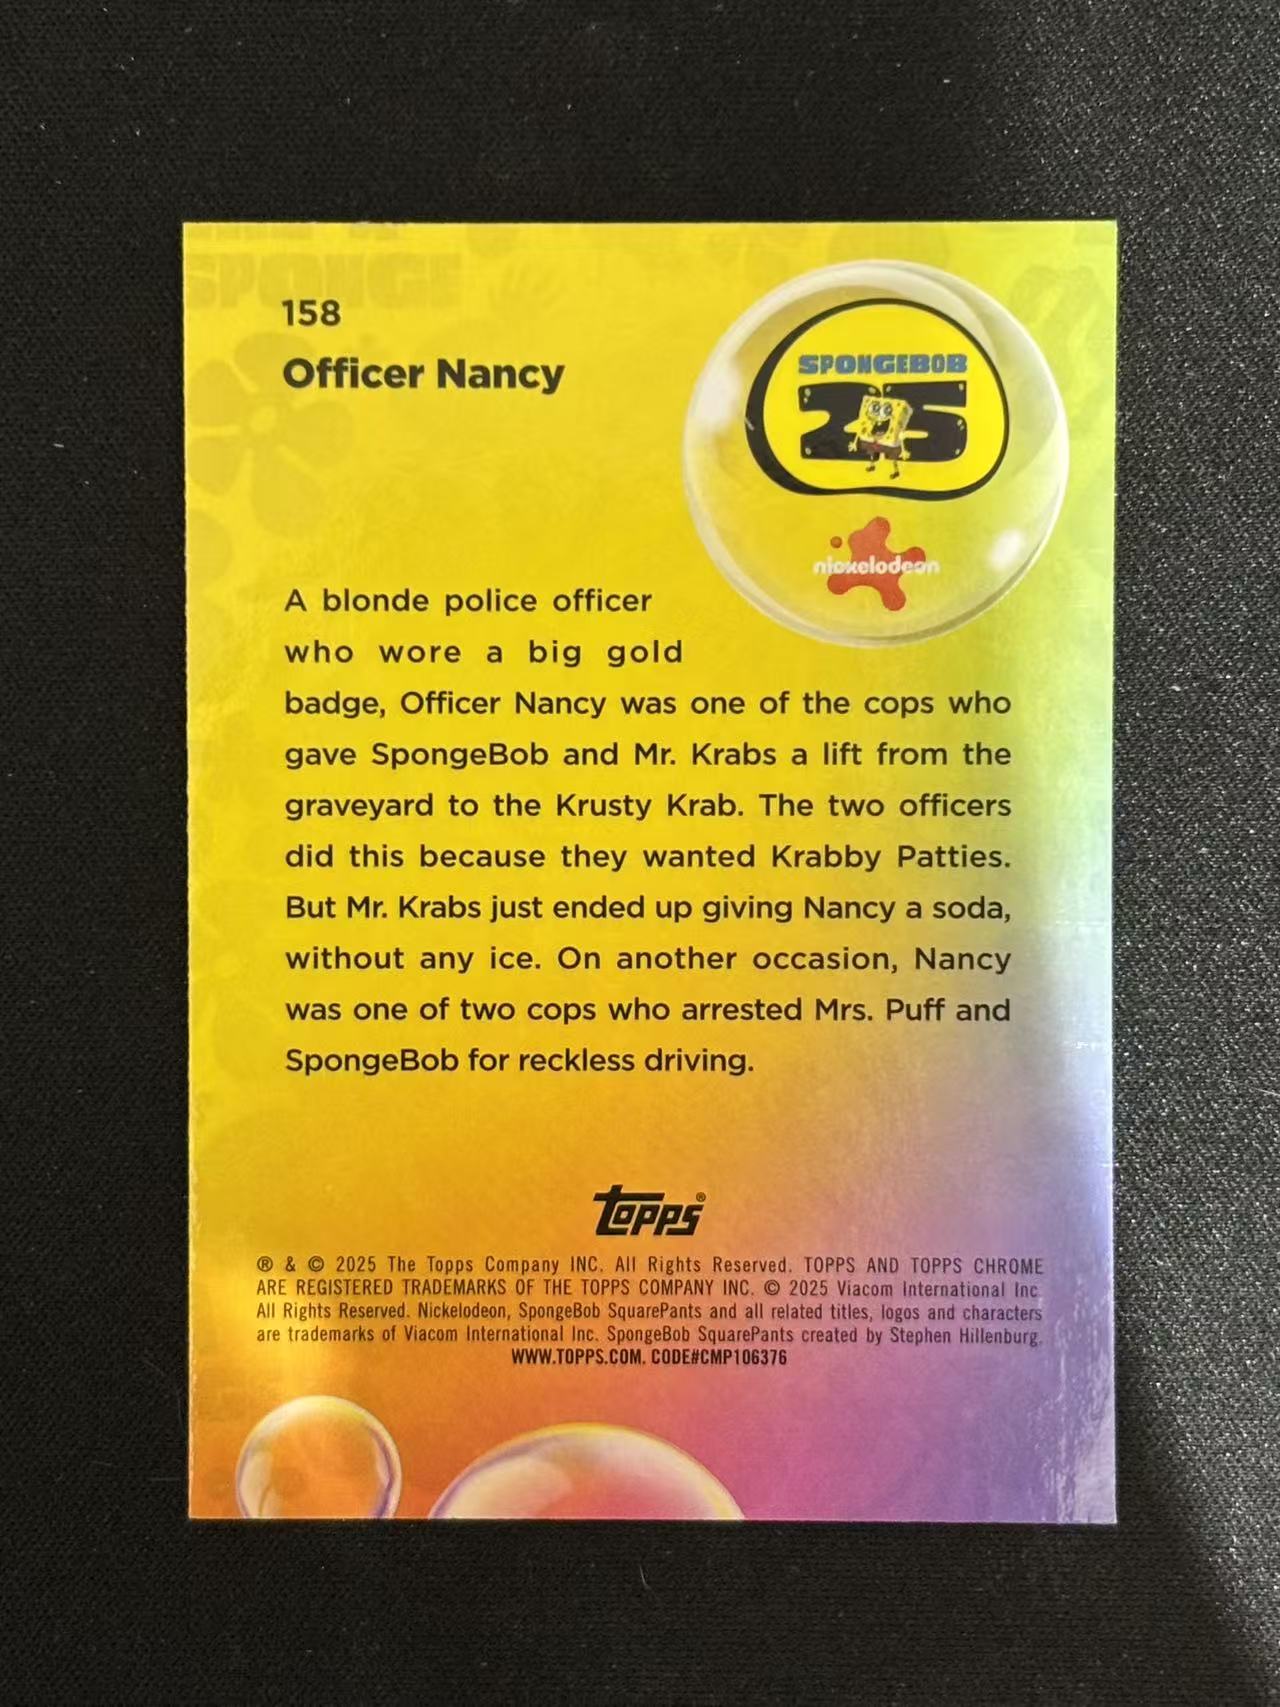 158
Officer Nancy
SPONGEBOB
25
nickelodeon
A blonde police officer
who wore a big gold
badge, Officer Nancy was one of the cops who
gave SpongeBob and Mr. Krabs a lift from the
graveyard to the Krusty Krab. The two officers
did this because they wanted Krabby Patties.
But Mr. Krabs just ended up giving Nancy a soda,
without any ice. On another occasion, Nancy
was one of two cops who arrested Mrs. Puff and
SpongeBob for reckless driving.
Topps®
® & © 2025 The Topps Company INC. All Rights Reserved. TOPPS AND TOPPS CHROME
ARE REGISTERED TRADEMARKS OF THE TOPPS COMPANY INC. © 2025 Viacom International Inc
All Rights Reserved. Nickelodeon, SpongeBob SquarePants and all related titles, logos and characters
are trademarks of Viacom International Inc. SpongeBob SquarePants created by Stephen Hillenburg.
WWW.TOPPS.COM. CODE#CMP106376